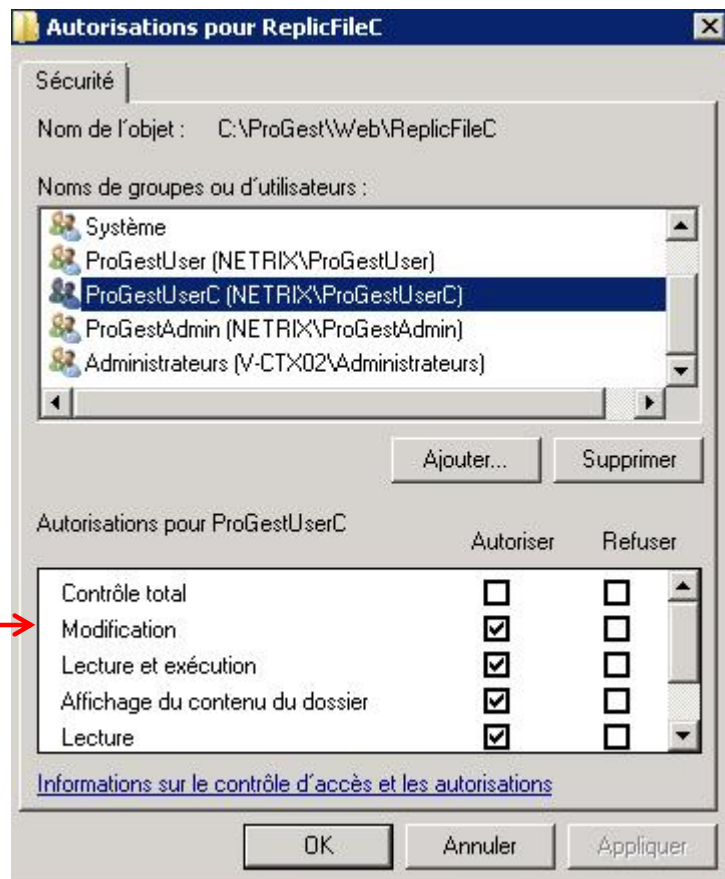 Autorisations pour ReplicFileC
Sécurité
Nom de l'objet : C:\ProGest\Web\ReplicFileC
Noms de groupes ou d'utilisateurs :
Système
ProGestUser (NETRIX\ProGestUser)
ProGestUserC (NETRIX\ProGestUserC)
ProGestAdmin (NETRIX\ProGestAdmin)
Administrateurs (V-CTX02\Administrateurs)
Ajouter... Supprimer
Autorisations pour ProGestUserC Autoriser Refuser
Contrôle total
Modification
Lecture et exécution
Affichage du contenu du dossier
Lecture
Informations sur le contrôle d'accès et les autorisations
OK Annuler Appliquer